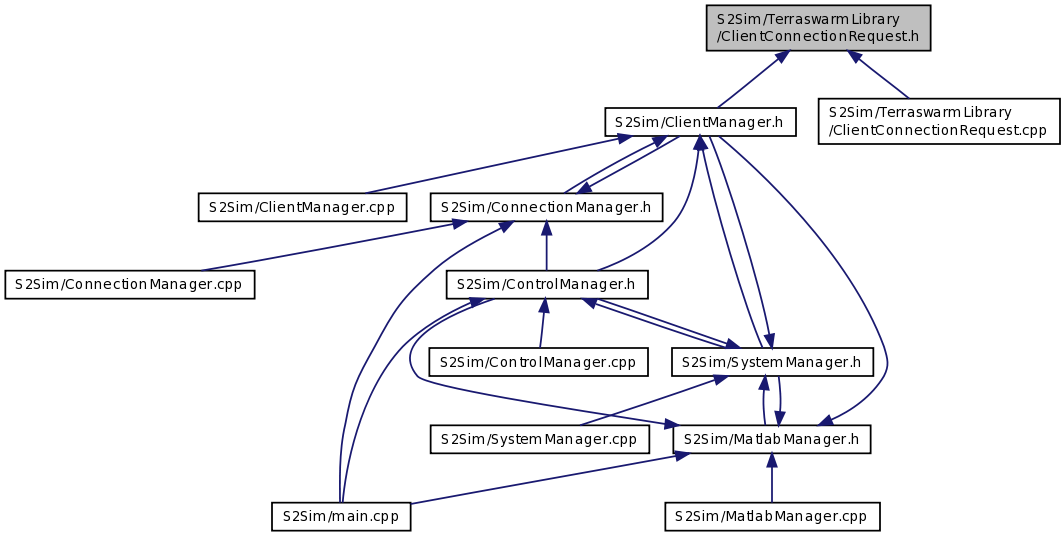 S2Sim/TerraswarmLibrary
/ClientConnectionRequest.h
S2Sim/ClientManager.h
S2Sim/TerraswarmLibrary
/ClientConnectionRequest.cpp
S2Sim/ClientManager.cpp
S2Sim/ConnectionManager.h
S2Sim/ConnectionManager.cpp
S2Sim/ControlManager.h
S2Sim/ControlManager.cpp
S2Sim/SystemManager.h
S2Sim/SystemManager.cpp
S2Sim/MatlabManager.h
S2Sim/main.cpp
S2Sim/MatlabManager.cpp